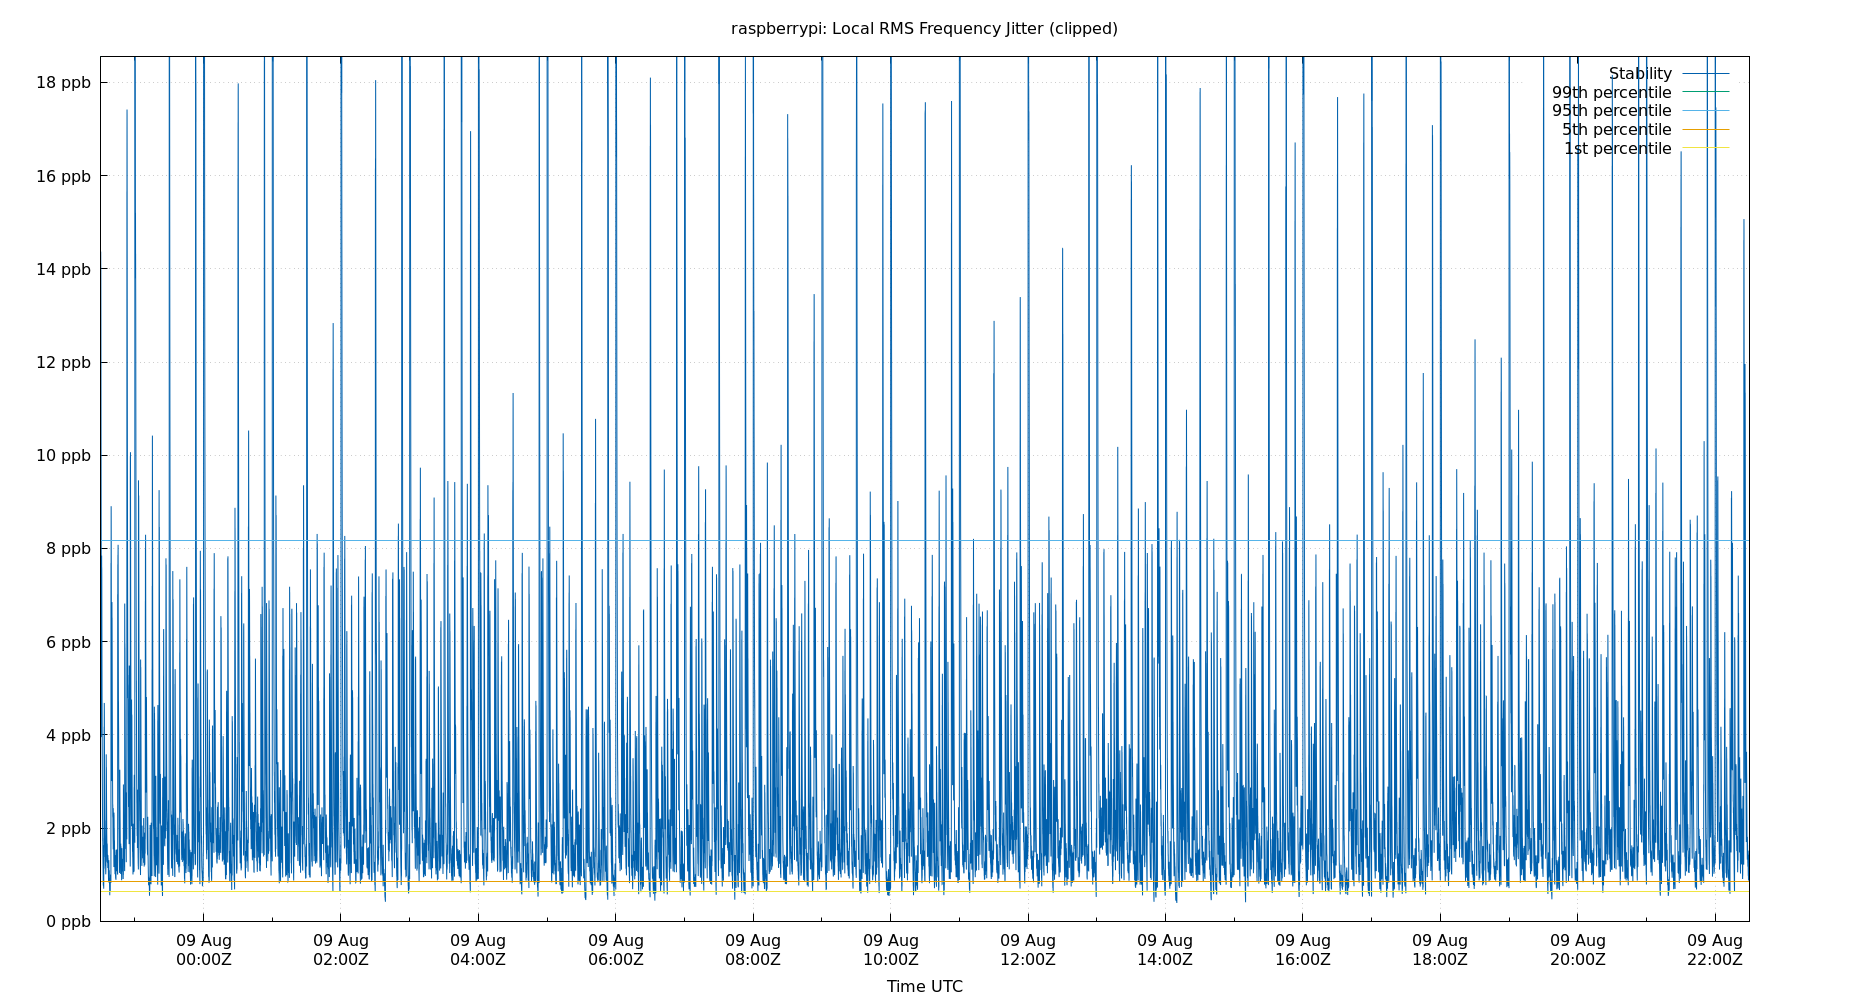 raspberrypi: Local RMS Frequency Jitter (clipped)
18 ppb
16 ppb
14 ppb
12 ppb
10 ppb
8 ppb
6 ppb
4 ppb
2 ppb
0 ppb
Stability
99th percentile
95th percentile
5th percentile
1st percentile
09 Aug 09 Aug 09 Aug 09 Aug 09 Aug 09 Aug 09 Aug 09 Aug 09 Aug 09 Aug 09 Aug 09 Aug
00:00Z 02:00Z 04:00Z 06:00Z 08:00Z 10:00Z 12:00Z 14:00Z 16:00Z 18:00Z 20:00Z 22:00Z
Time UTC